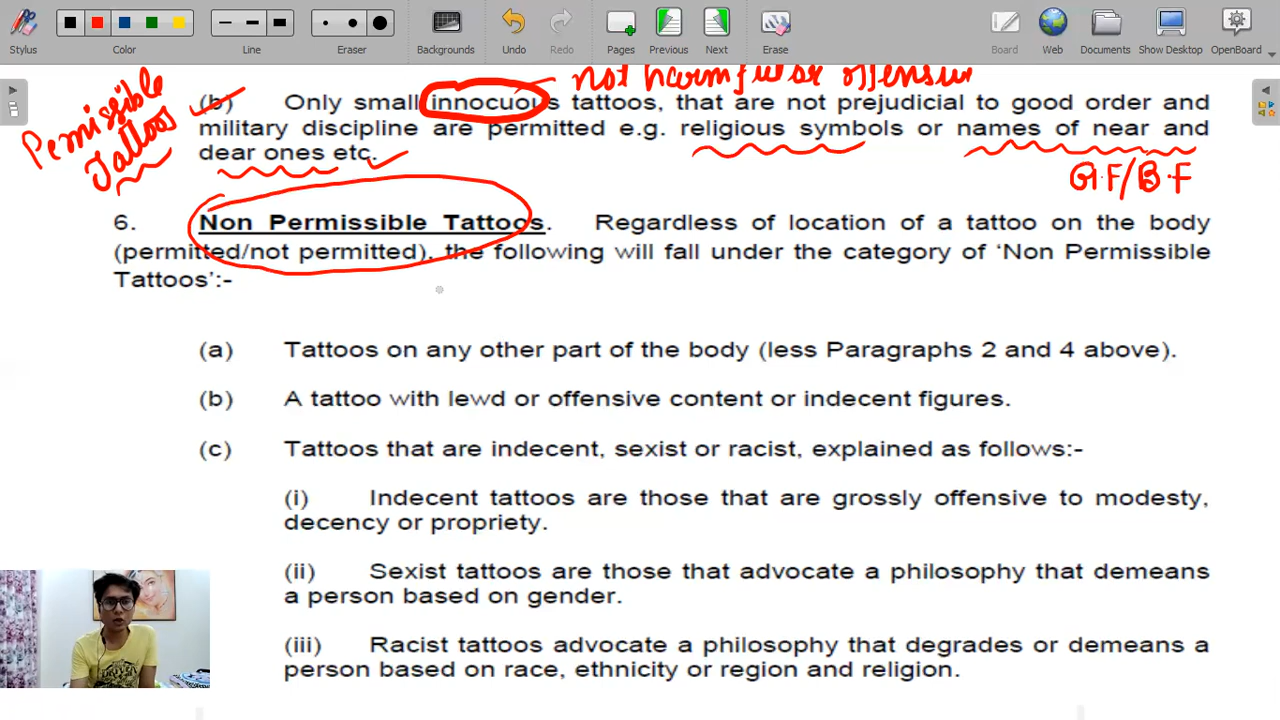 Stylus
Color
Line
Eraser
Backgrounds
Undo
Redo
Pages
Previous
Next
Erase
Board
Web
Documents
Show Desktop
OpenBoard
not harmful or offensive
Permissible
Tattoos
(b) Only small innocuous tattoos, that are not prejudicial to good order and
military discipline are permitted e.g. religious symbols or names of near and
dear ones etc.
G.F/B.F
6. Non Permissible Tattoos. Regardless of location of a tattoo on the body
(permitted/not permitted), the following will fall under the category of ‘Non Permissible
Tattoos’:-
(a) Tattoos on any other part of the body (less Paragraphs 2 and 4 above).
(b) A tattoo with lewd or offensive content or indecent figures.
(c) Tattoos that are indecent, sexist or racist, explained as follows:-
(i) Indecent tattoos are those that are grossly offensive to modesty,
decency or propriety.
(ii) Sexist tattoos are those that advocate a philosophy that demeans
a person based on gender.
(iii) Racist tattoos advocate a philosophy that degrades or demeans a
person based on race, ethnicity or region and religion.